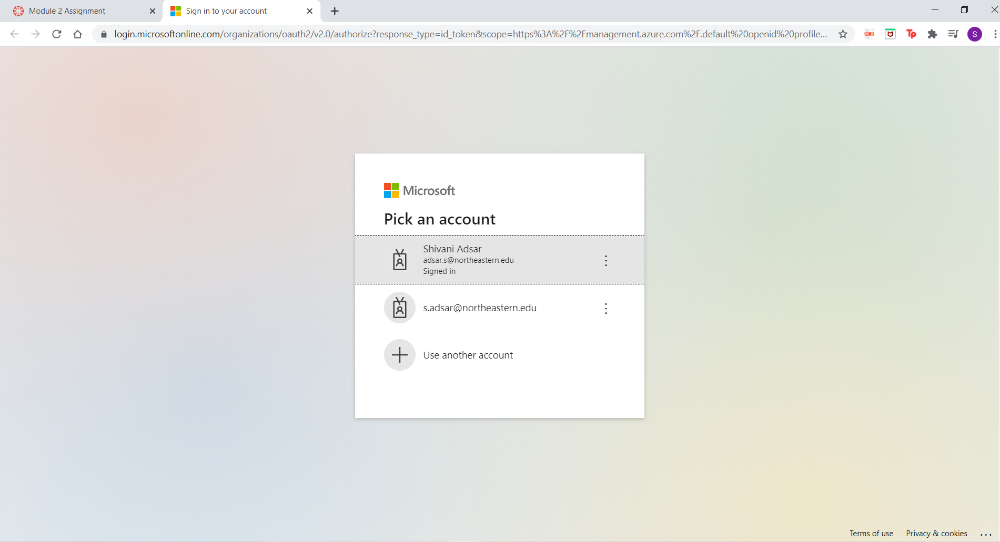 Module 2 Assignment
Sign in to your account
login.microsoftonline.com/organizations/oauth2/v2.0/authorize?response_type=id_token&scope=https%3A%2F%2Fmanagement.azure.com%2F.default%20openid%20profile...
Tp
S
Microsoft
Pick an account
Shivani Adsar
adsar.s@northeastern.edu
Signed in
s.adsar@northeastern.edu
Use another account
Terms of use Privacy & cookies ...